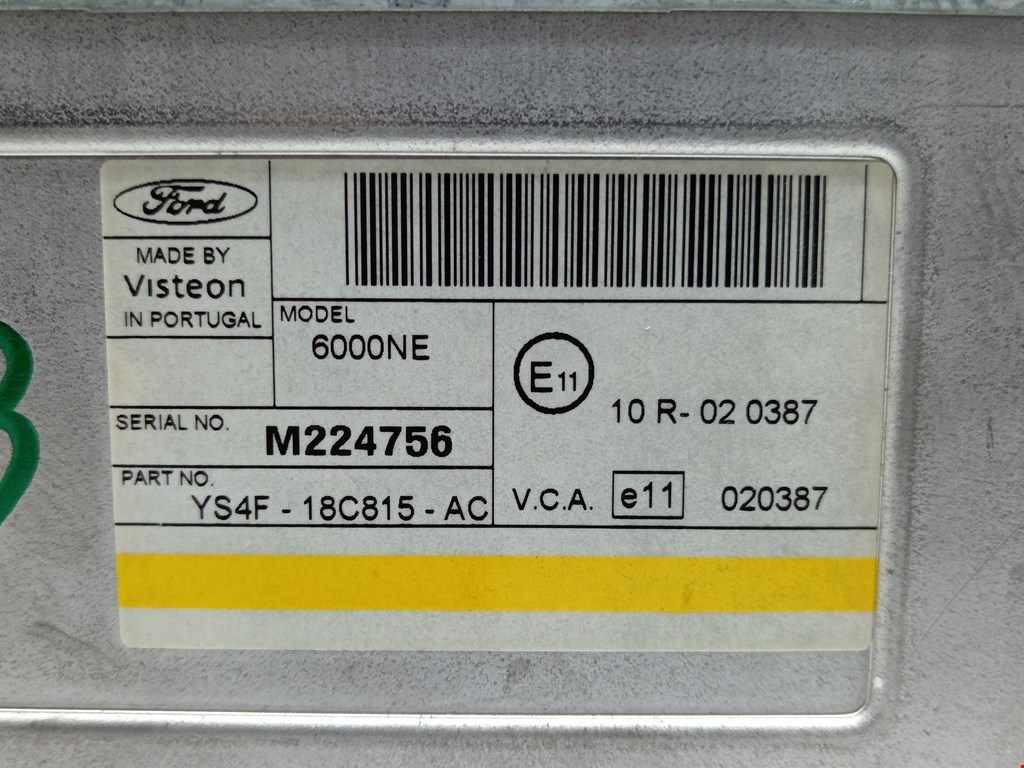 Ford
MADE BY
Visteon
IN PORTUGAL
MODEL
6000NE
SERIAL NO.
M224756
PART NO.
YS4F - 18C815 - AC
E11
10 R- 02 0387
V.C.A. e11 020387